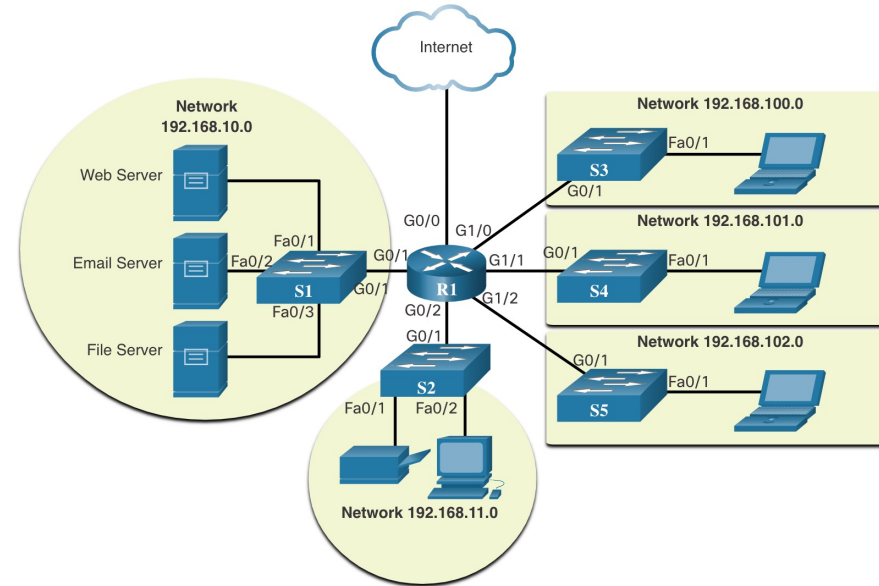 Internet
Network
192.168.10.0
Web Server
Email Server
File Server
Fa0/1
Fa0/2
Fa0/3
S1
G0/1
G0/1
G0/0
G1/0
G1/1
G1/2
R1
G0/2
G0/1
S2
Fa0/1
Fa0/2
Network 192.168.11.0
Network 192.168.100.0
Fa0/1
S3
G0/1
Network 192.168.101.0
G0/1
Fa0/1
S4
Network 192.168.102.0
G0/1
Fa0/1
S5